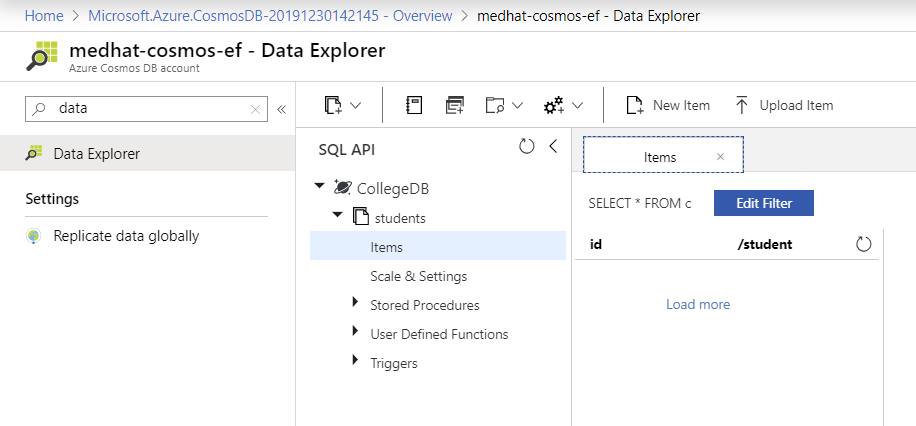 Home > Microsoft.Azure.CosmosDB-20191230142145 - Overview > medhat-cosmos-ef - Data Explorer
medhat-cosmos-ef - Data Explorer
Azure Cosmos DB account
data
Data Explorer
Settings
Replicate data globally
New Item
Upload Item
SQL API
CollegeDB
students
Items
Scale & Settings
Stored Procedures
User Defined Functions
Triggers
Items
SELECT * FROM c
Edit Filter
id /student
Load more